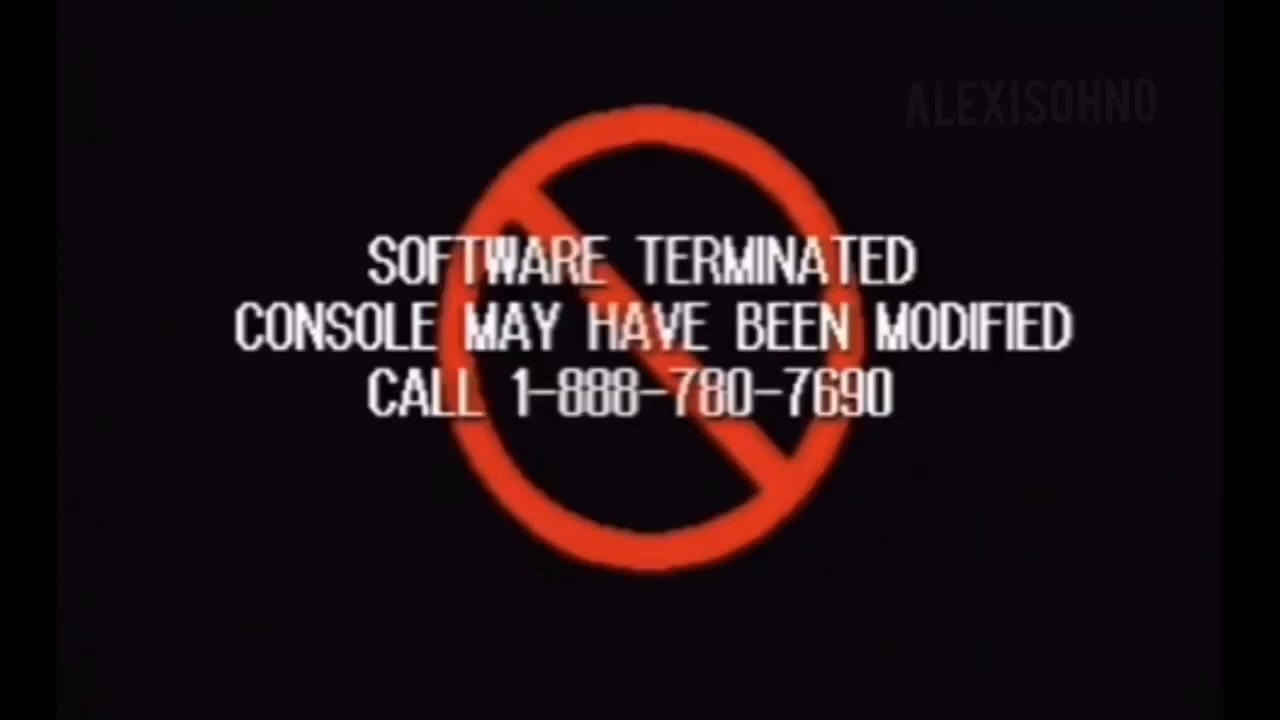 ALEXISOHNO
SOFTWARE TERMINATED
CONSOLE MAY HAVE BEEN MODIFIED
CALL 1-888-780-7690